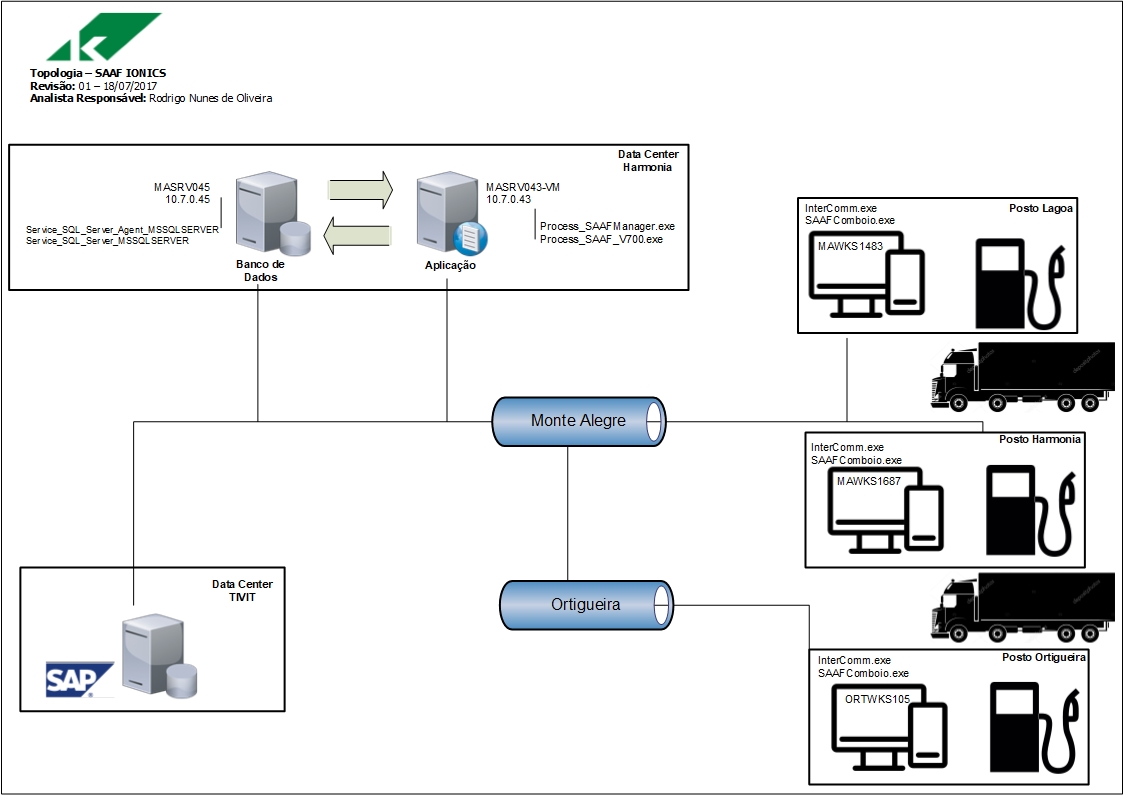 Topologia – SAAF IONICS
Revisão: 01 – 18/07/2017
Analista Responsável: Rodrigo Nunes de Oliveira
Data Center
Harmonia
MASRV045
10.7.0.45
Service_SQL_Server_Agent_MSSQLSERVER
Service_SQL_Server_MSSQLSERVER
Banco de
Dados
MASRV043-VM
10.7.0.43
Process_SAAFManager.exe
Process_SAAF_V700.exe
Aplicação
InterComm.exe
SAAFComboio.exe
Posto Lagoa
MAWKS1483
Monte Alegre
Posto Harmonia
InterComm.exe
SAAFComboio.exe
MAWKS1687
Data Center
TIVIT
SAP
Ortigueira
Posto Ortigueira
InterComm.exe
SAAFComboio.exe
ORTWKS105